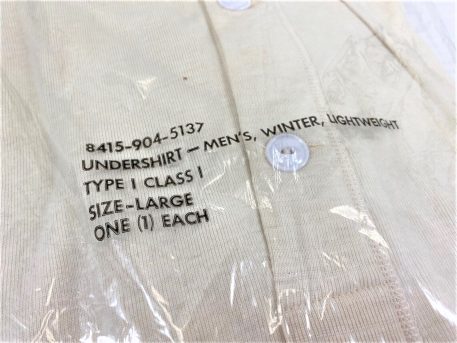 8415-904-5137
UNDERSHIRT – MEN'S, WINTER, LIGHTWEIGHT
TYPE I CLASS I
SIZE-LARGE
ONE (1) EACH